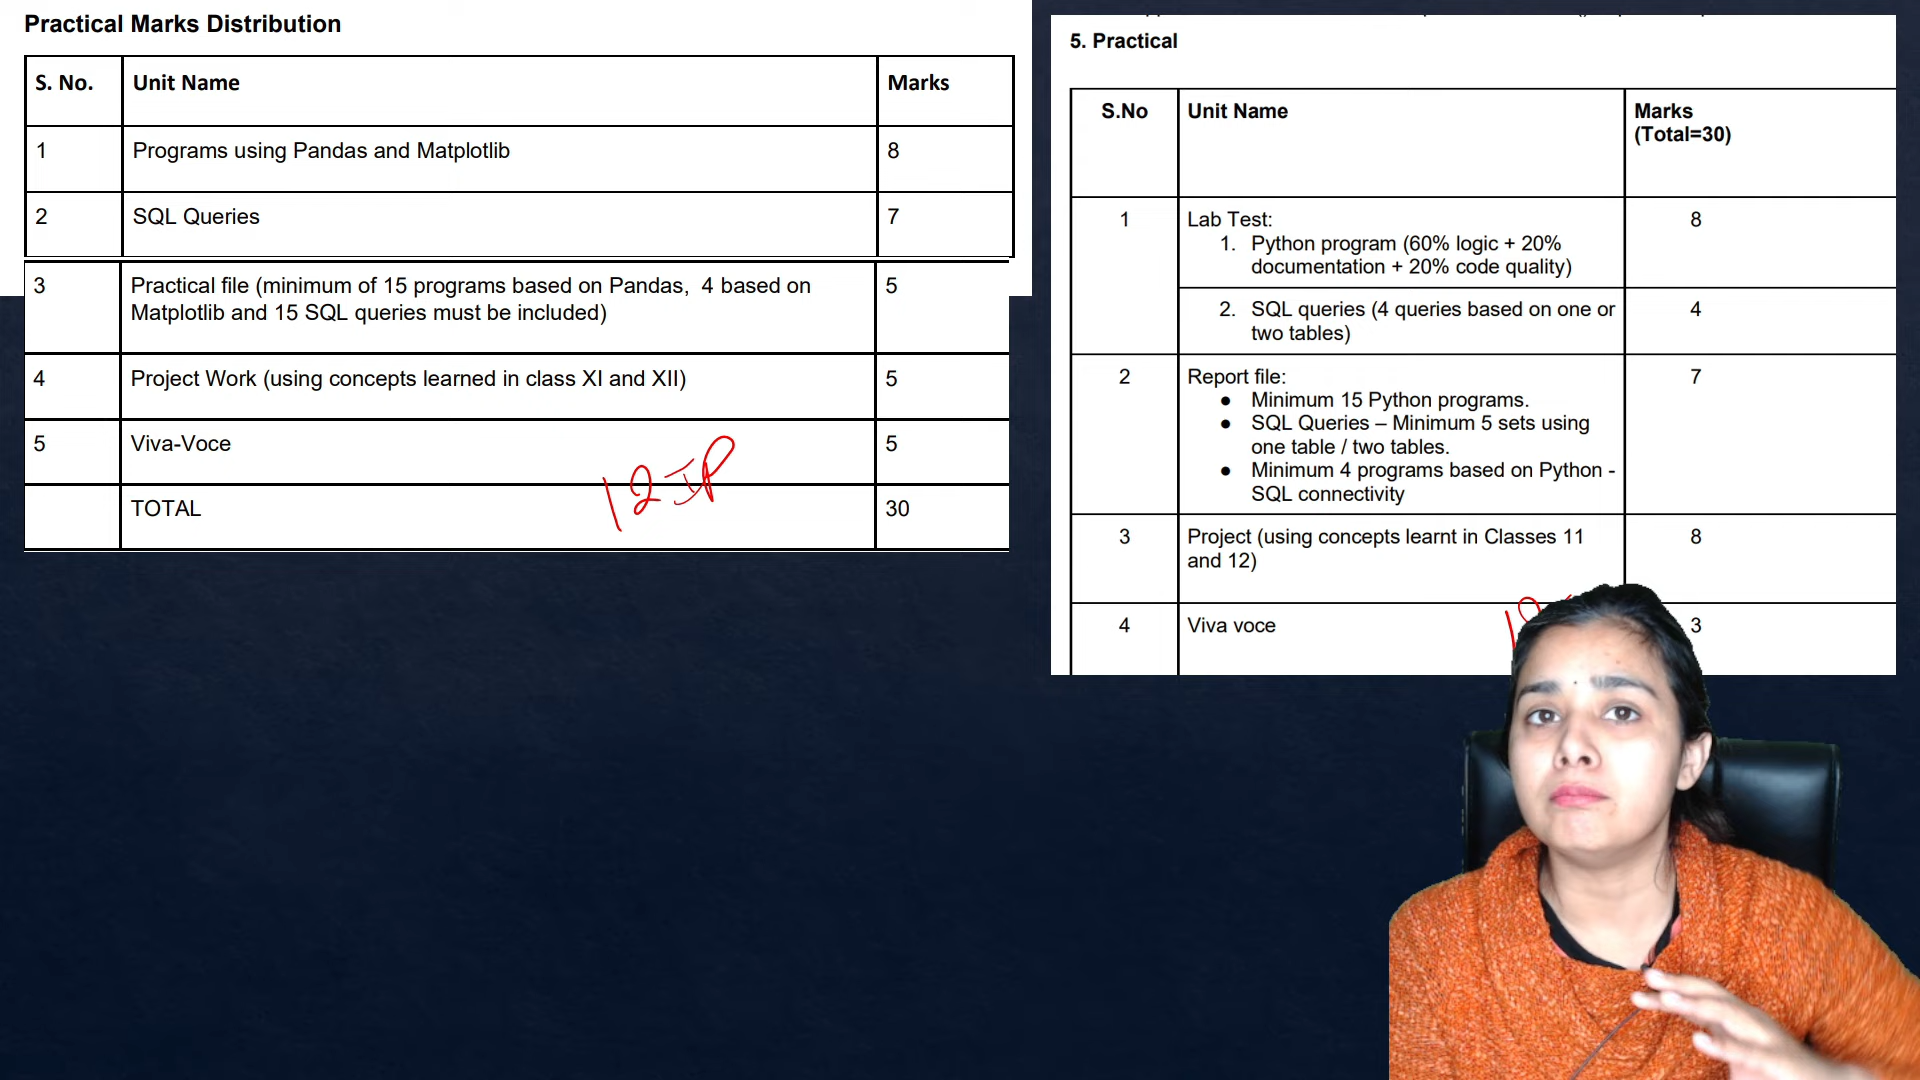 Practical Marks Distribution
S. No. Unit Name Marks
1 Programs using Pandas and Matplotlib 8
2 SQL Queries 7
3 Practical file (minimum of 15 programs based on Pandas, 4 based on 5
Matplotlib and 15 SQL queries must be included)
4 Project Work (using concepts learned in class XI and XII) 5
5 Viva-Voce 5
12 IP
TOTAL 30
5. Practical
S.No Unit Name Marks
(Total=30)
1 Lab Test: 8
1. Python program (60% logic + 20%
documentation + 20% code quality)
2. SQL queries (4 queries based on one or 4
two tables)
2 Report file: 7
● Minimum 15 Python programs.
● SQL Queries – Minimum 5 sets using
one table / two tables.
● Minimum 4 programs based on Python -
SQL connectivity
3 Project (using concepts learnt in Classes 11 8
and 12)
4 Viva voce 3